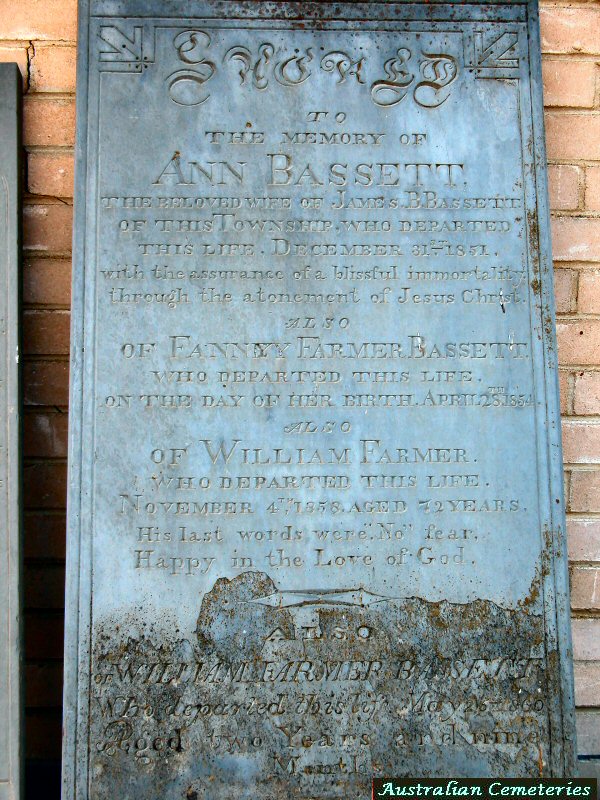 Sacred
TO
THE MEMORY OF
ANN BASSETT.
THE BELOVED WIFE OF JAMES. B. BASSETT
OF THIS TOWNSHIP. WHO DEPARTED
THIS LIFE. DECEMBER 31ST 1851.
with the assurance of a blissful immortality
through the atonement of Jesus Christ.
ALSO
OF FANNYY FARMER BASSETT.
WHO DEPARTED THIS LIFE.
ON THE DAY OF HER BIRTH. APRIL 28TH 1854.
ALSO
OF WILLIAM FARMER.
WHO DEPARTED THIS LIFE.
NOVEMBER 4TH 1858. AGED 72 YEARS.
His last words, were, "No" fear.
Happy in the Love of God.
ALSO
OF WILLIAM FARMER BASSETT
Who departed this life May 26th 1860
Aged two Years and nine
Months
Australian Cemeteries